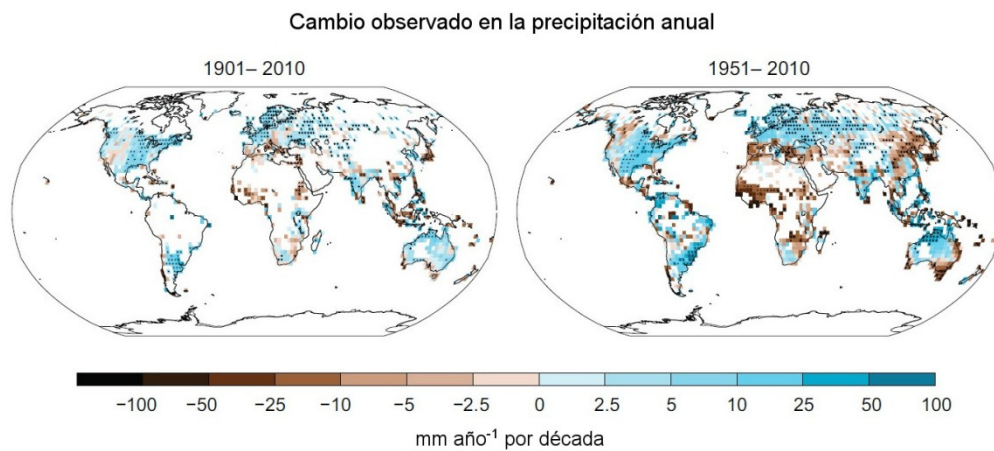 Cambio observado en la precipitación anual
1901– 2010
1951– 2010
−100 −50 −25 −10 −5 −2.5 0 2.5 5 10 25 50 100
mm año⁻¹ por década